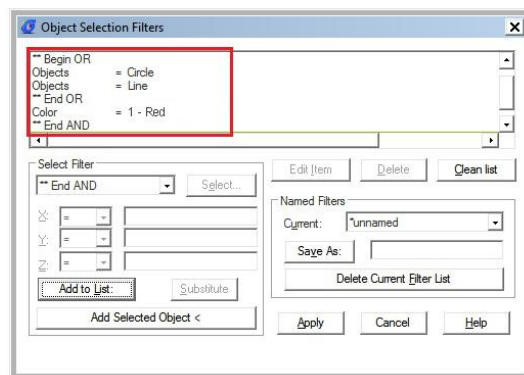 Object Selection Filters
** Begin OR
Objects = Circle
Objects = Line
** End OR
Color = 1 - Red
** End AND
Select Filter
** End AND
Select...
X: =
Y: =
Z: =
Add to List:
Substitute
Add Selected Object <
Edit Item
Delete
Clean list
Named Filters
Current: *unnamed
Save As:
Delete Current Filter List
Apply
Cancel
Help